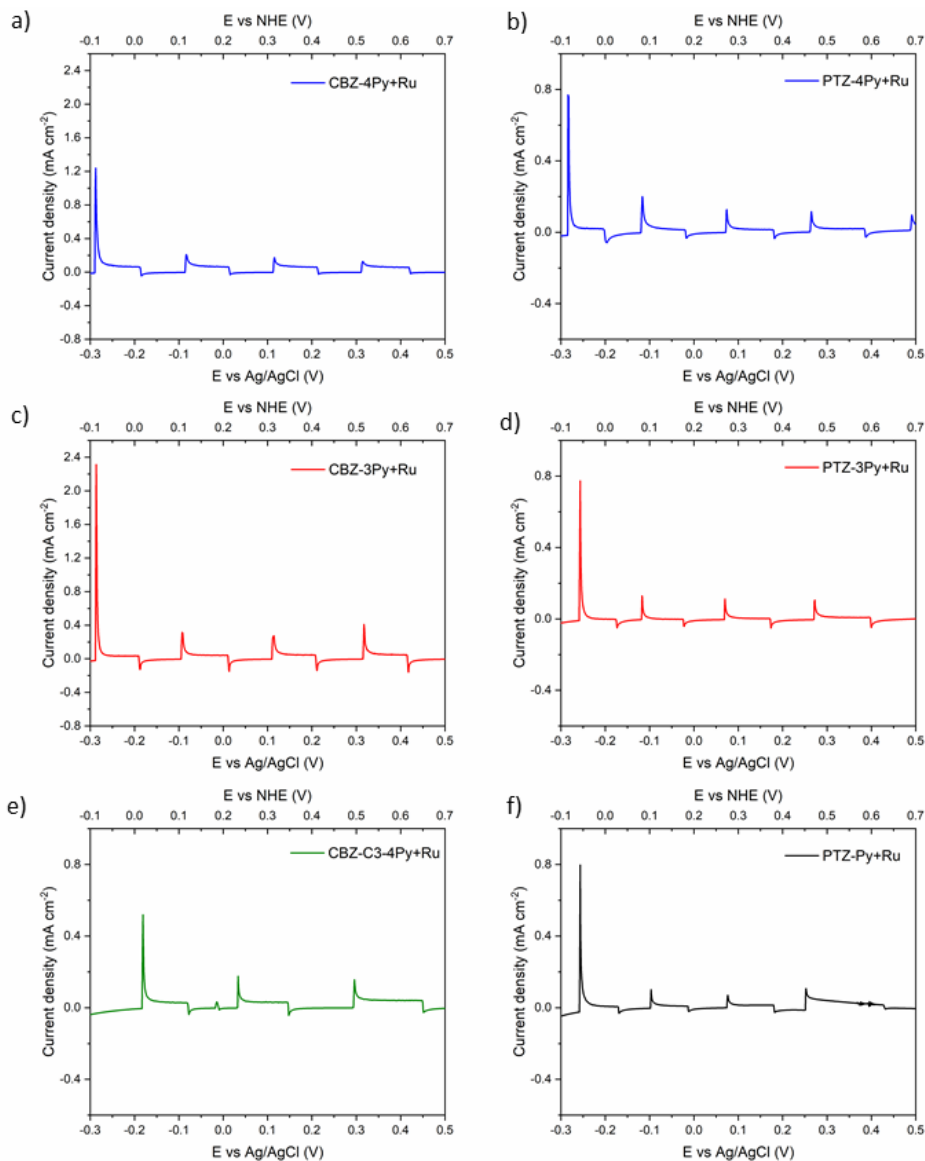 a)
E vs NHE (V)
-0.1 0.0 0.1 0.2 0.3 0.4 0.5 0.6 0.7
CBZ-4Py+Ru
Current density (mA cm-2)
2.4
2.0
1.6
1.2
0.8
0.4
0.0
-0.4
-0.8
-0.3 -0.2 -0.1 0.0 0.1 0.2 0.3 0.4 0.5
E vs Ag/AgCl (V)
b)
E vs NHE (V)
-0.1 0.0 0.1 0.2 0.3 0.4 0.5 0.6 0.7
PTZ-4Py+Ru
Current density (mA cm-2)
0.8
0.4
0.0
-0.4
-0.3 -0.2 -0.1 0.0 0.1 0.2 0.3 0.4 0.5
E vs Ag/AgCl (V)
c)
E vs NHE (V)
-0.1 0.0 0.1 0.2 0.3 0.4 0.5 0.6 0.7
CBZ-3Py+Ru
Current density (mA cm-2)
2.4
2.0
1.6
1.2
0.8
0.4
0.0
-0.4
-0.8
-0.3 -0.2 -0.1 0.0 0.1 0.2 0.3 0.4 0.5
E vs Ag/AgCl (V)
d)
E vs NHE (V)
-0.1 0.0 0.1 0.2 0.3 0.4 0.5 0.6 0.7
PTZ-3Py+Ru
Current density (mA cm-2)
0.8
0.4
0.0
-0.4
-0.3 -0.2 -0.1 0.0 0.1 0.2 0.3 0.4 0.5
E vs Ag/AgCl (V)
e)
E vs NHE (V)
-0.1 0.0 0.1 0.2 0.3 0.4 0.5 0.6 0.7
CBZ-C3-4Py+Ru
Current density (mA cm-2)
0.8
0.4
0.0
-0.4
-0.3 -0.2 -0.1 0.0 0.1 0.2 0.3 0.4 0.5
E vs Ag/AgCl (V)
f)
E vs NHE (V)
-0.1 0.0 0.1 0.2 0.3 0.4 0.5 0.6 0.7
PTZ-Py+Ru
Current density (mA cm-2)
0.8
0.4
0.0
-0.4
-0.3 -0.2 -0.1 0.0 0.1 0.2 0.3 0.4 0.5
E vs Ag/AgCl (V)